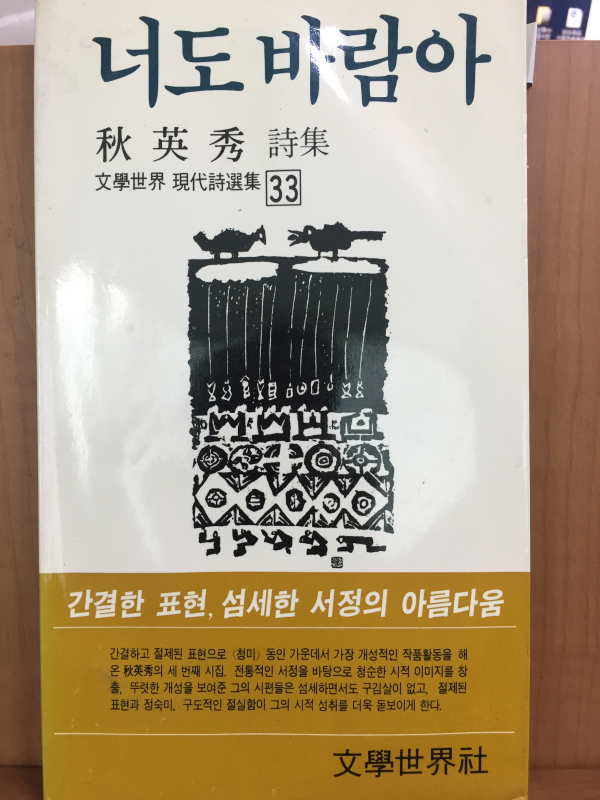 너도 바람아
秋英秀 詩集
文學世界 現代詩選集 33
간결한 표현, 섬세한 서정의 아름다움
간결하고 절제된 표현으로 〈청미〉 동인 가운데서 가장 개성적인 작품활동을 해
온 秋英秀의 세 번째 시집. 전통적인 서정을 바탕으로 청순한 시적 이미지를 창
출, 뚜렷한 개성을 보여준 그의 시편들은 섬세하면서도 구김살이 없고, 절제된
표현과 정숙미, 구도적인 절실함이 그의 시적 성취를 더욱 돋보이게 한다.
文學世界社